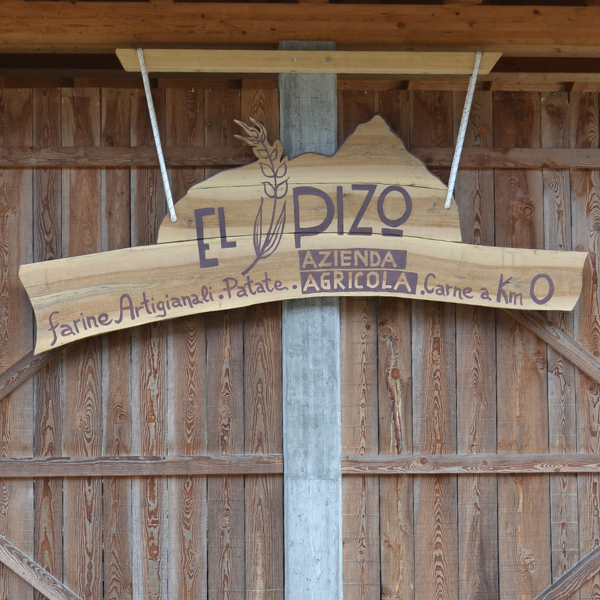 EL PIZO
AZIENDA
AGRICOLA
farine Artigianali . Patate . . Carne a Km 0